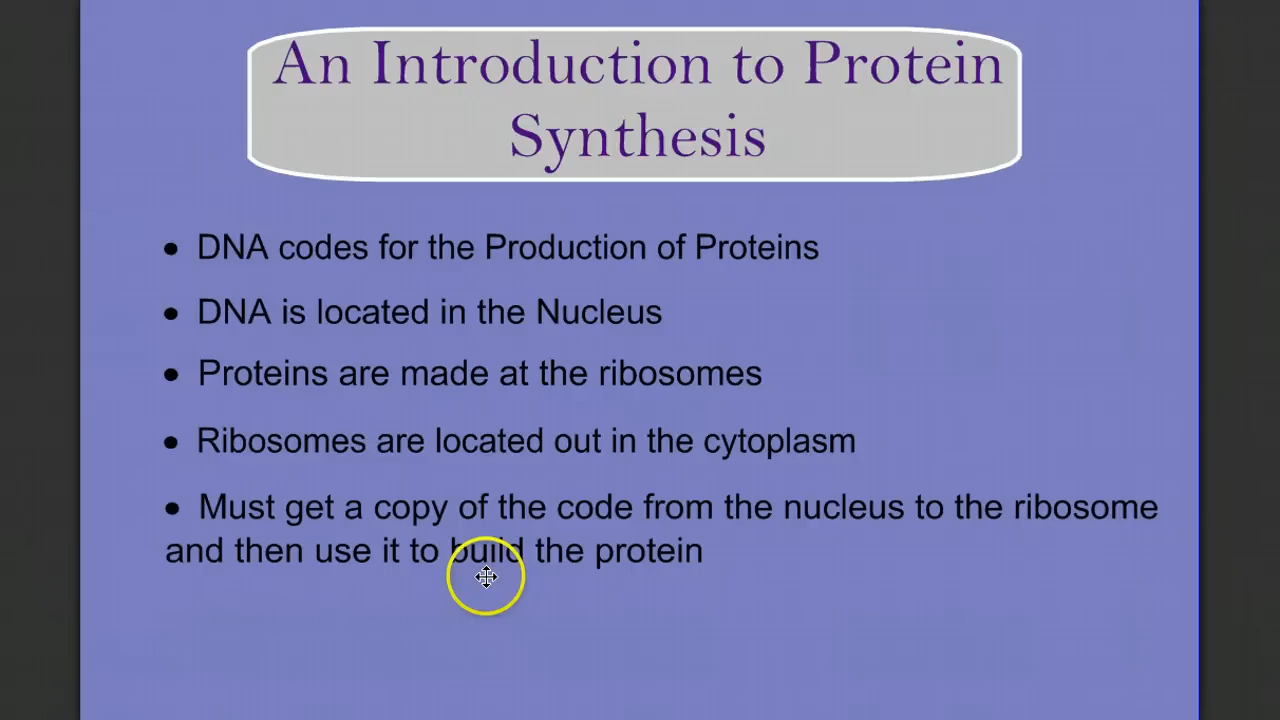 An Introduction to Protein
Synthesis
• DNA codes for the Production of Proteins
• DNA is located in the Nucleus
• Proteins are made at the ribosomes
• Ribosomes are located out in the cytoplasm
• Must get a copy of the code from the nucleus to the ribosome
and then use it to build the protein